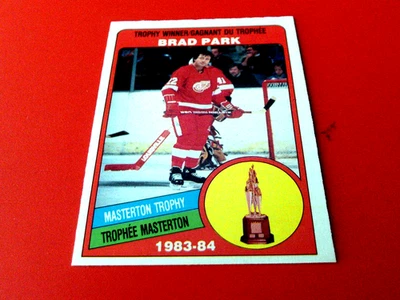 TROPHY WINNER/GAGNANT DU TROPHÉE
BRAD PARK
MASTERTON TROPHY
TROPHÉE MASTERTON
1983-84